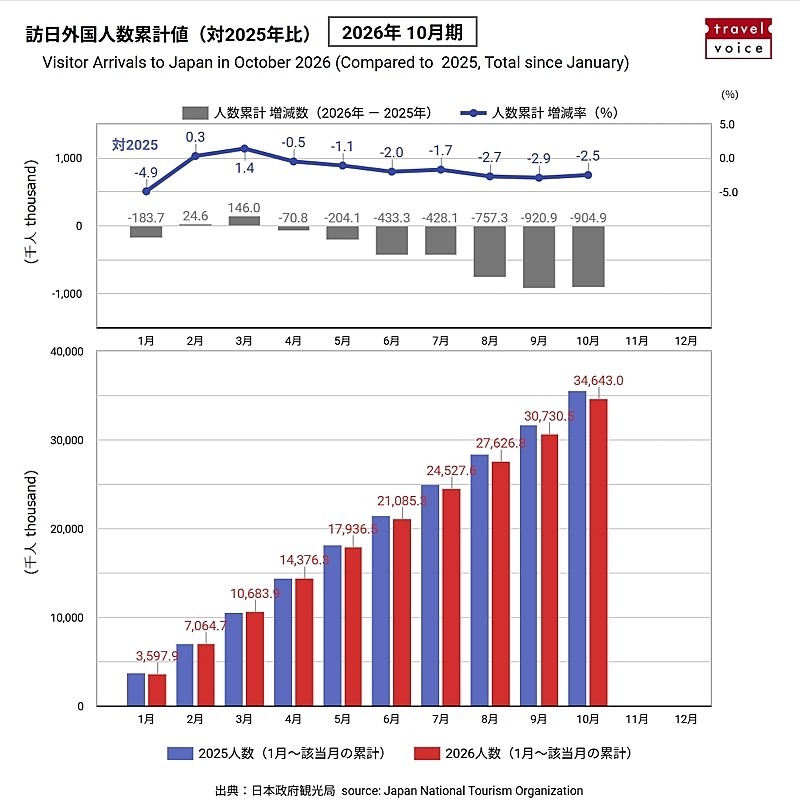 訪日外国人数累計値（対2025年比） 2026年 10月期
travel
voice
Visitor Arrivals to Japan in October 2026 (Compared to 2025, Total since January)
(%)
人数累計 増減数（2026年 － 2025年） 人数累計 増減率（%）
対2025
5.0
0.0
-5.0
-4.9 0.3 1.4 -0.5 -1.1 -2.0 -1.7 -2.7 -2.9 -2.5
(千人 thousand)
1,000
0
-1,000
-183.7 24.6 146.0 -70.8 -204.1 -433.3 -428.1 -757.3 -920.9 -904.9
1月 2月 3月 4月 5月 6月 7月 8月 9月 10月 11月 12月
(千人 thousand)
40,000
30,000
20,000
10,000
0
3,597.9 7,064.7 10,683.9 14,376.3 17,936.5 21,085.3 24,527.6 27,626.8 30,730.5 34,643.0
1月 2月 3月 4月 5月 6月 7月 8月 9月 10月 11月 12月
2025人数（1月～該当月の累計） 2026人数（1月～該当月の累計）
出典：日本政府観光局 source: Japan National Tourism Organization